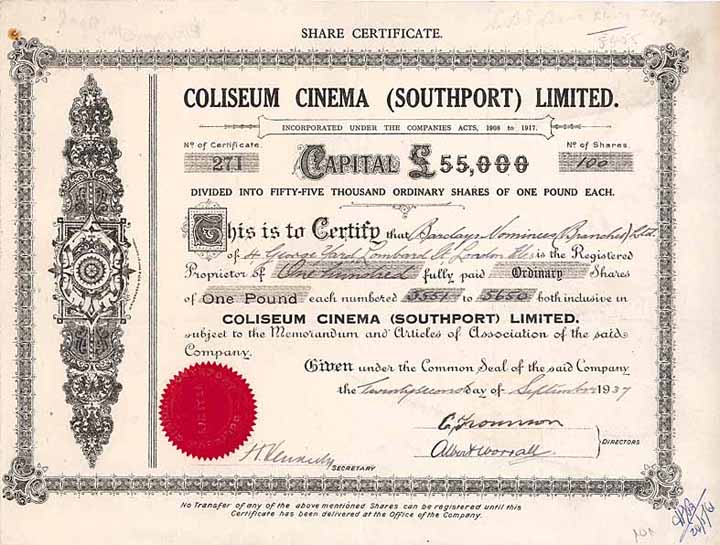 SHARE CERTIFICATE.
COLISEUM CINEMA (SOUTHPORT) LIMITED.
INCORPORATED UNDER THE COMPANIES ACTS, 1908 to 1917.
No of Certificate.
271
CAPITAL £55,000
No of Shares.
100
DIVIDED INTO FIFTY-FIVE THOUSAND ORDINARY SHARES OF ONE POUND EACH.
This is to Certify that Barclays Nominees (Branches) Ltd.
of 4 George Yard Lombard St, London is the Registered
Proprietor of One hundred fully paid Ordinary Shares
of One Pound each numbered 5551 to 5650 both inclusive in
COLISEUM CINEMA (SOUTHPORT) LIMITED.
subject to the Memorandum and Articles of Association of the said
Company.
Given under the Common Seal of the said Company
the Twenty second day of September 1937
Albert Worrall
DIRECTORS
Kennedy
SECRETARY
No Transfer of any of the above mentioned Shares can be registered until this
Certificate has been delivered at the Office of the Company.